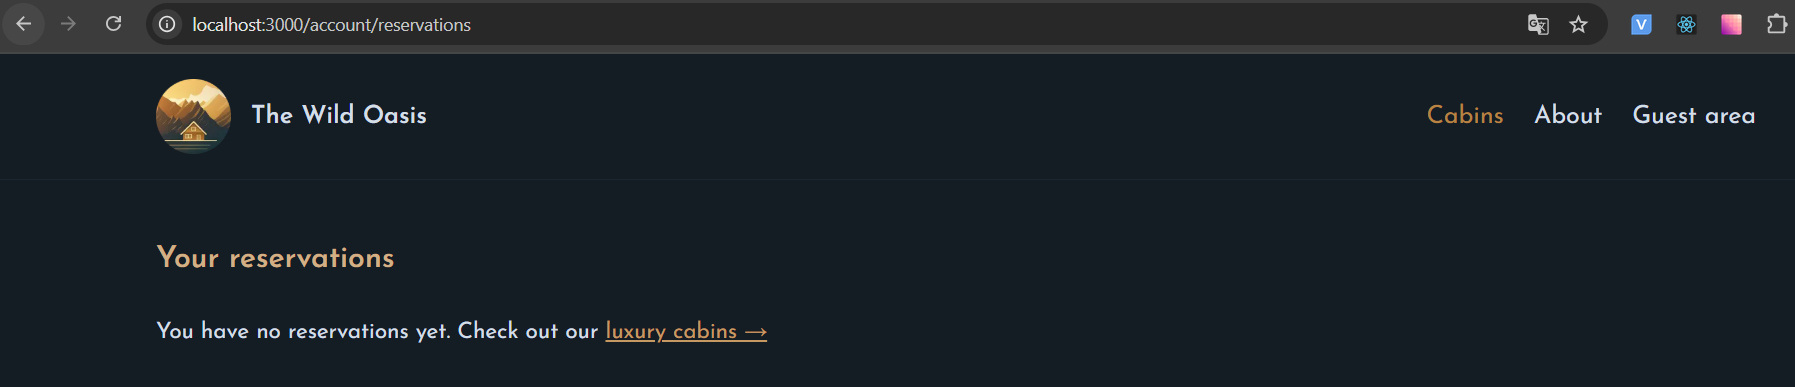 localhost:3000/account/reservations
The Wild Oasis
Cabins About Guest area
Your reservations
You have no reservations yet. Check out our luxury cabins →